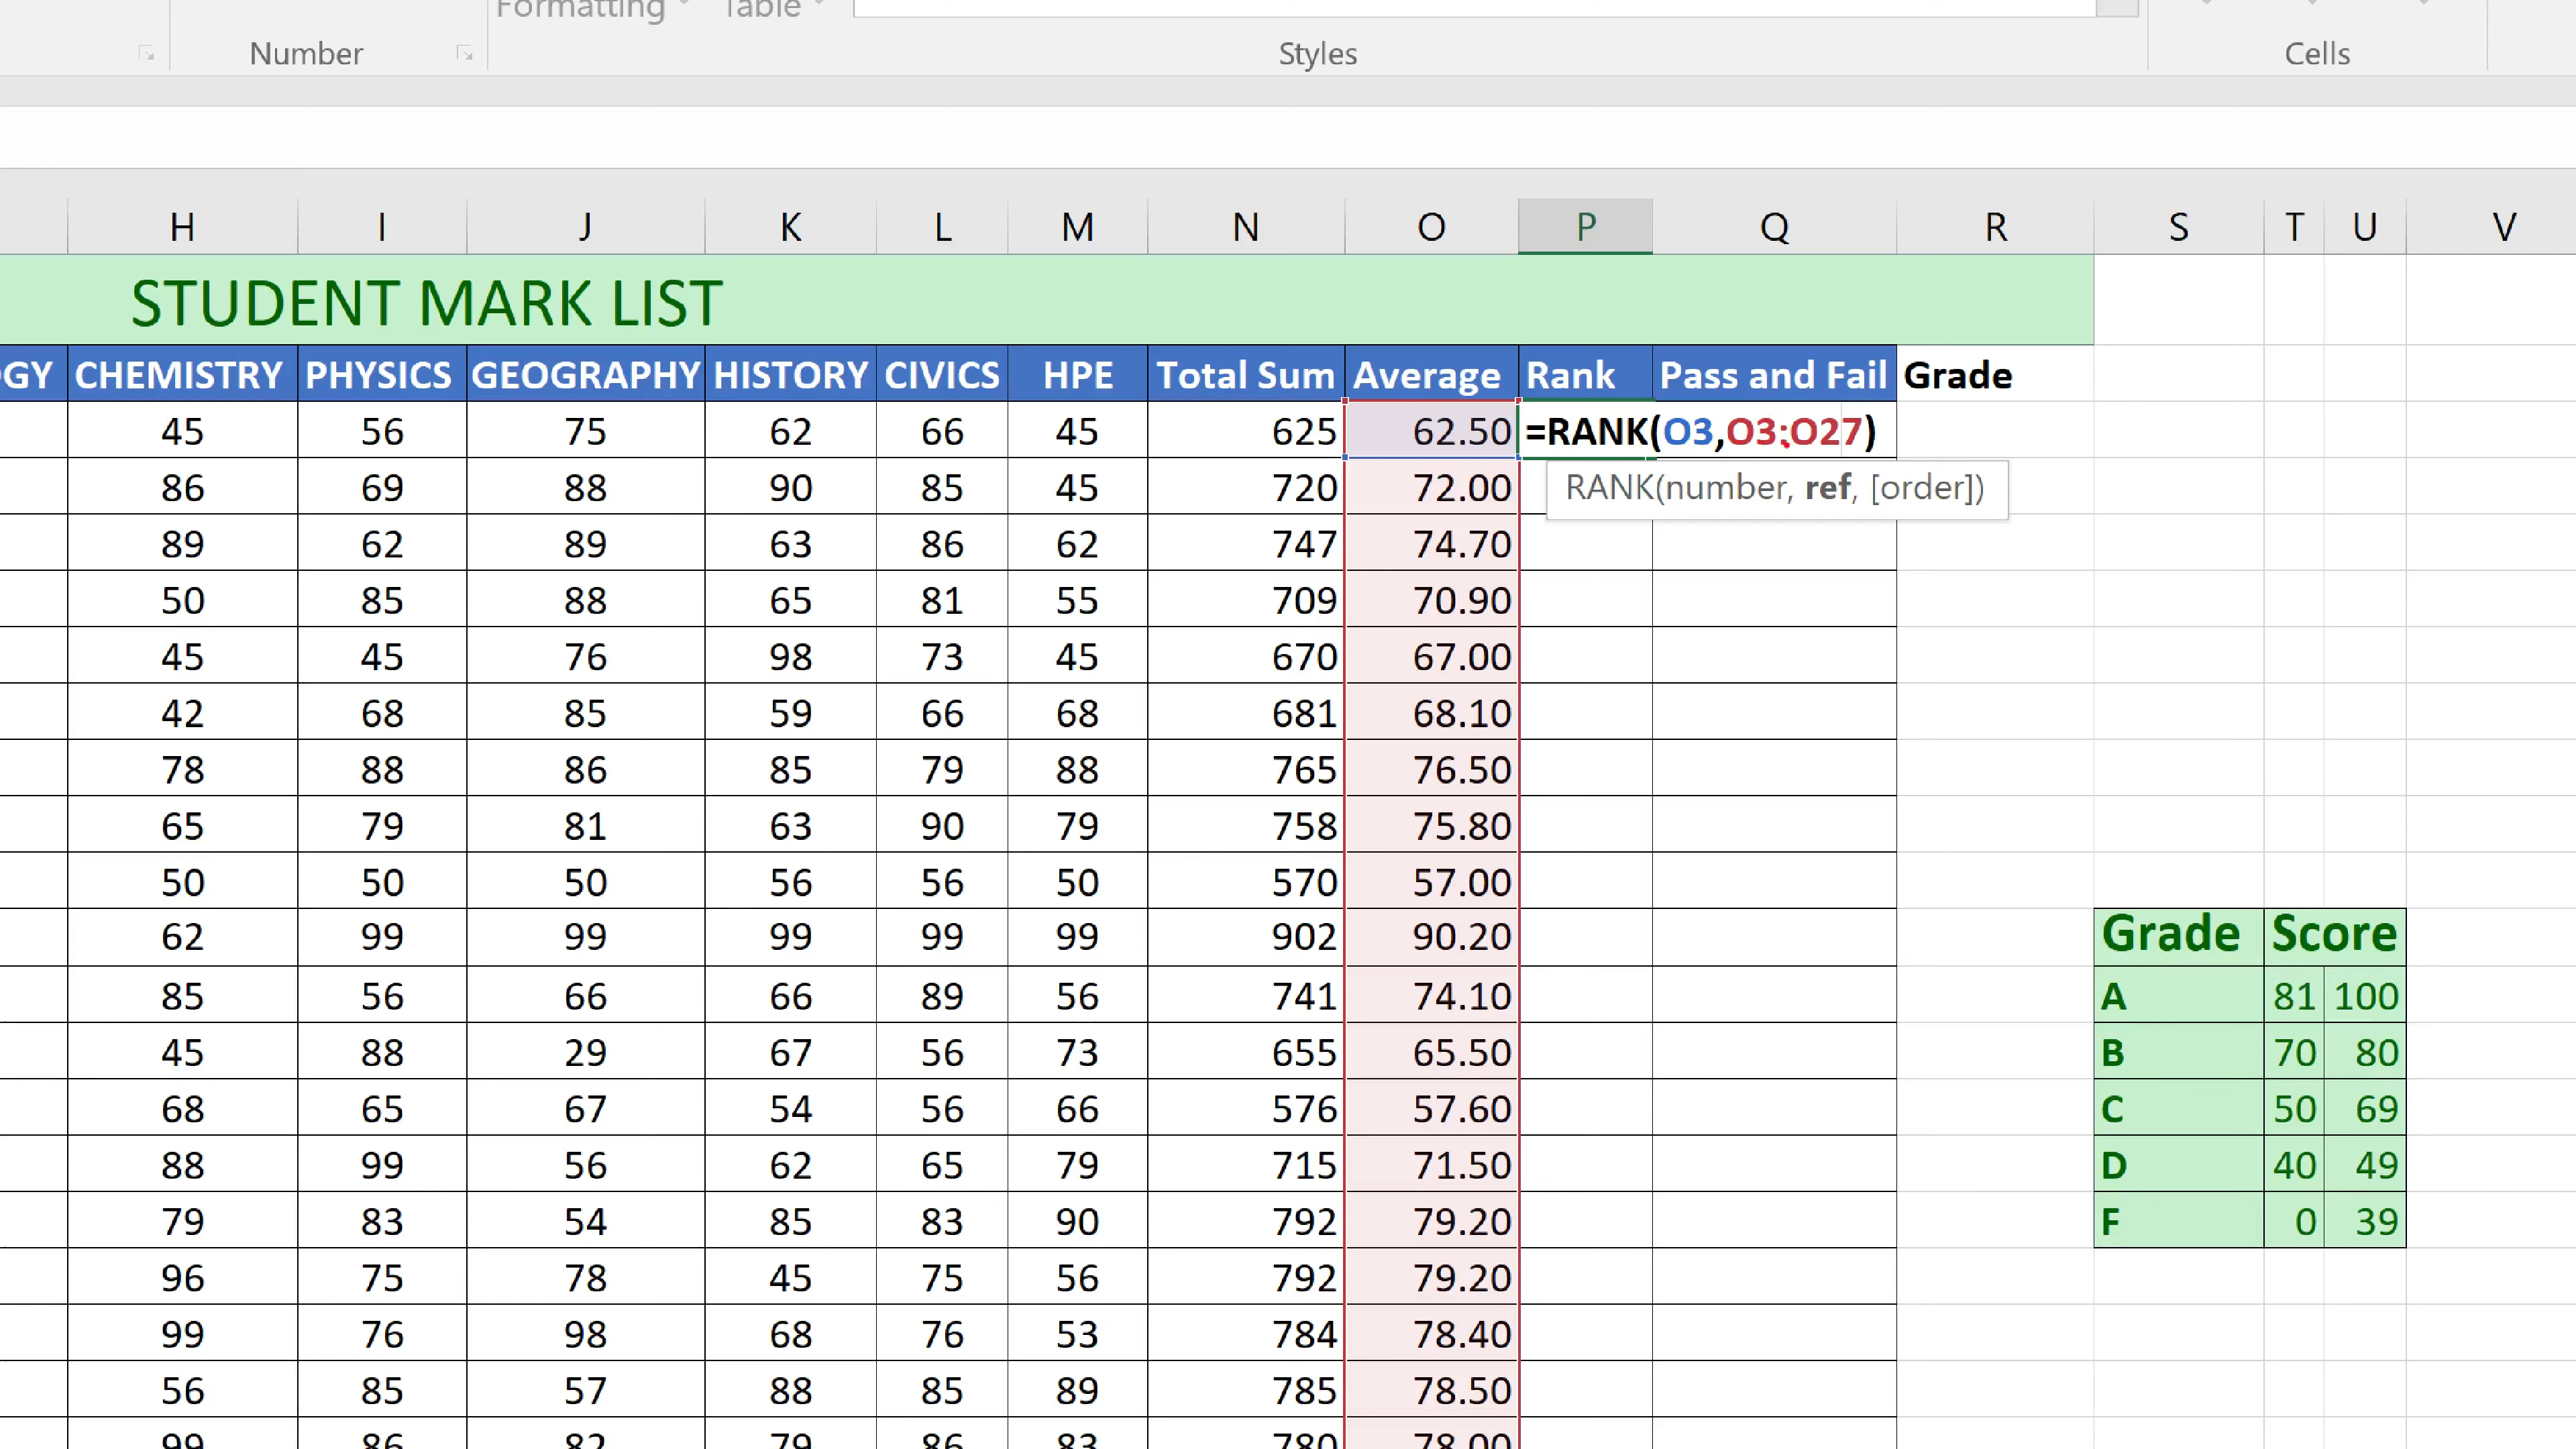 Formatting Table
Number Styles Cells
H I J K L M N O P Q R S T U V
STUDENT MARK LIST
GY CHEMISTRY PHYSICS GEOGRAPHY HISTORY CIVICS HPE Total Sum Average Rank Pass and Fail Grade
45 56 75 62 66 45 625 62.50 =RANK(O3,O3:O27)
86 69 88 90 85 45 720 72.00 RANK(number, ref, [order])
89 62 89 63 86 62 747 74.70
50 85 88 65 81 55 709 70.90
45 45 76 98 73 45 670 67.00
42 68 85 59 66 68 681 68.10
78 88 86 85 79 88 765 76.50
65 79 81 63 90 79 758 75.80
50 50 50 56 56 50 570 57.00
62 99 99 99 99 99 902 90.20 Grade Score
85 56 66 66 89 56 741 74.10 A 81 100
45 88 29 67 56 73 655 65.50 B 70 80
68 65 67 54 56 66 576 57.60 C 50 69
88 99 56 62 65 79 715 71.50 D 40 49
79 83 54 85 83 90 792 79.20 F 0 39
96 75 78 45 75 56 792 79.20
99 76 98 68 76 53 784 78.40
56 85 57 88 85 89 785 78.50
99 86 82 79 86 83 780 78.00